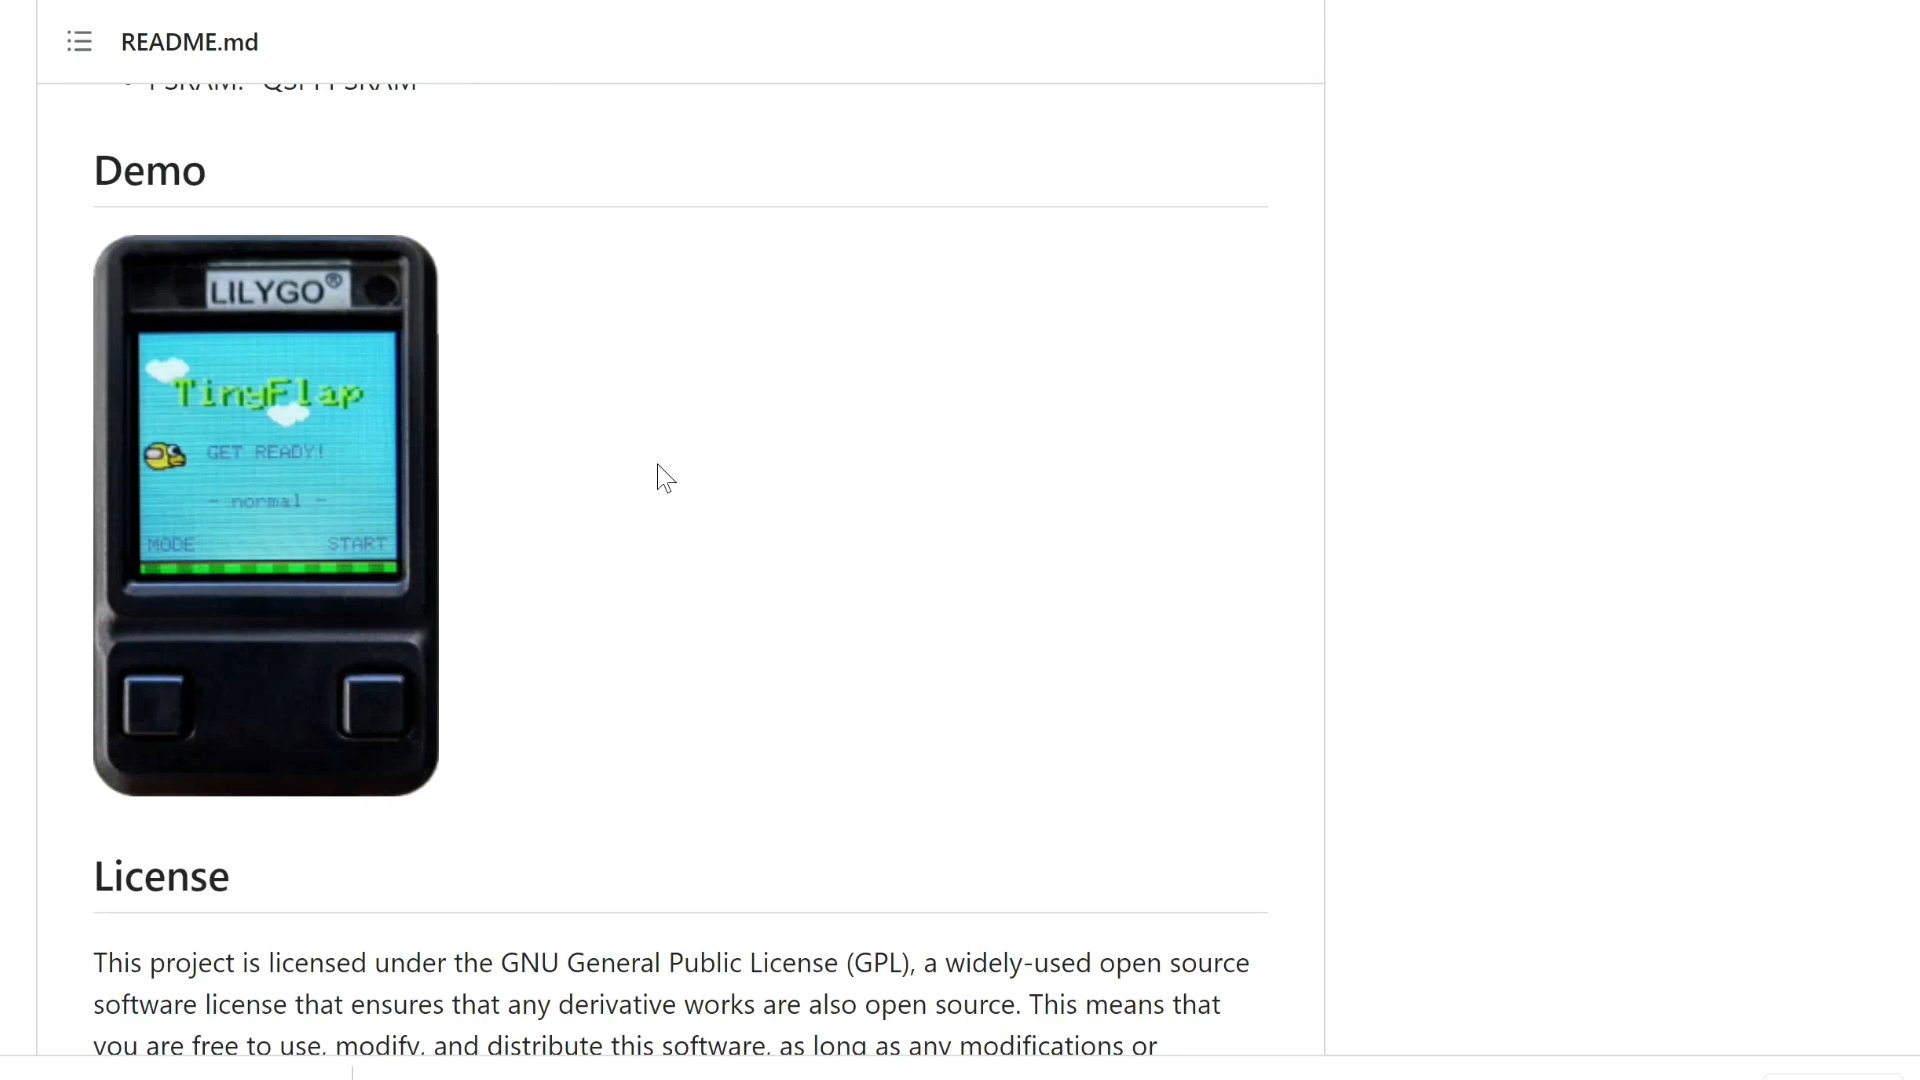 README.md
PSRAM: "QSPI PSRAM"
Demo
LILYGO®
TinyFlap
GET READY!
- normal -
MODE START
License
This project is licensed under the GNU General Public License (GPL), a widely-used open source
software license that ensures that any derivative works are also open source. This means that
you are free to use, modify, and distribute this software, as long as any modifications or